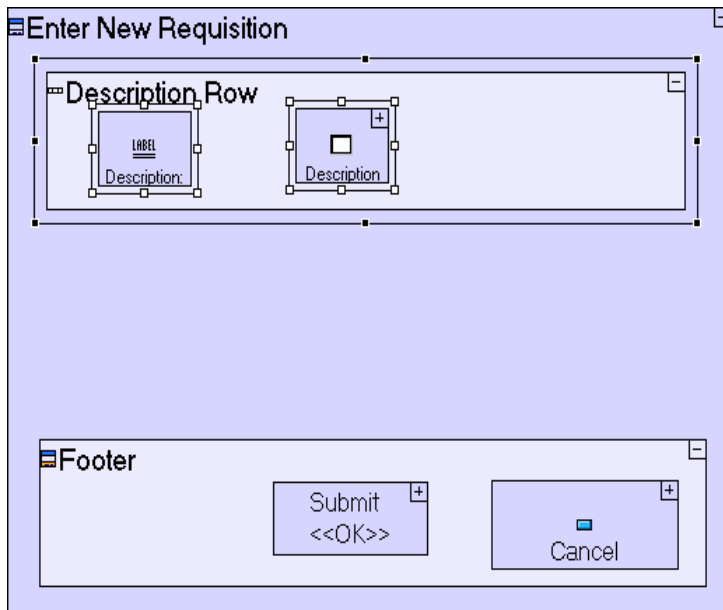 Enter New Requisition
Description Row
LABEL
Description:
Description
Footer
Submit
<<OK>>
Cancel